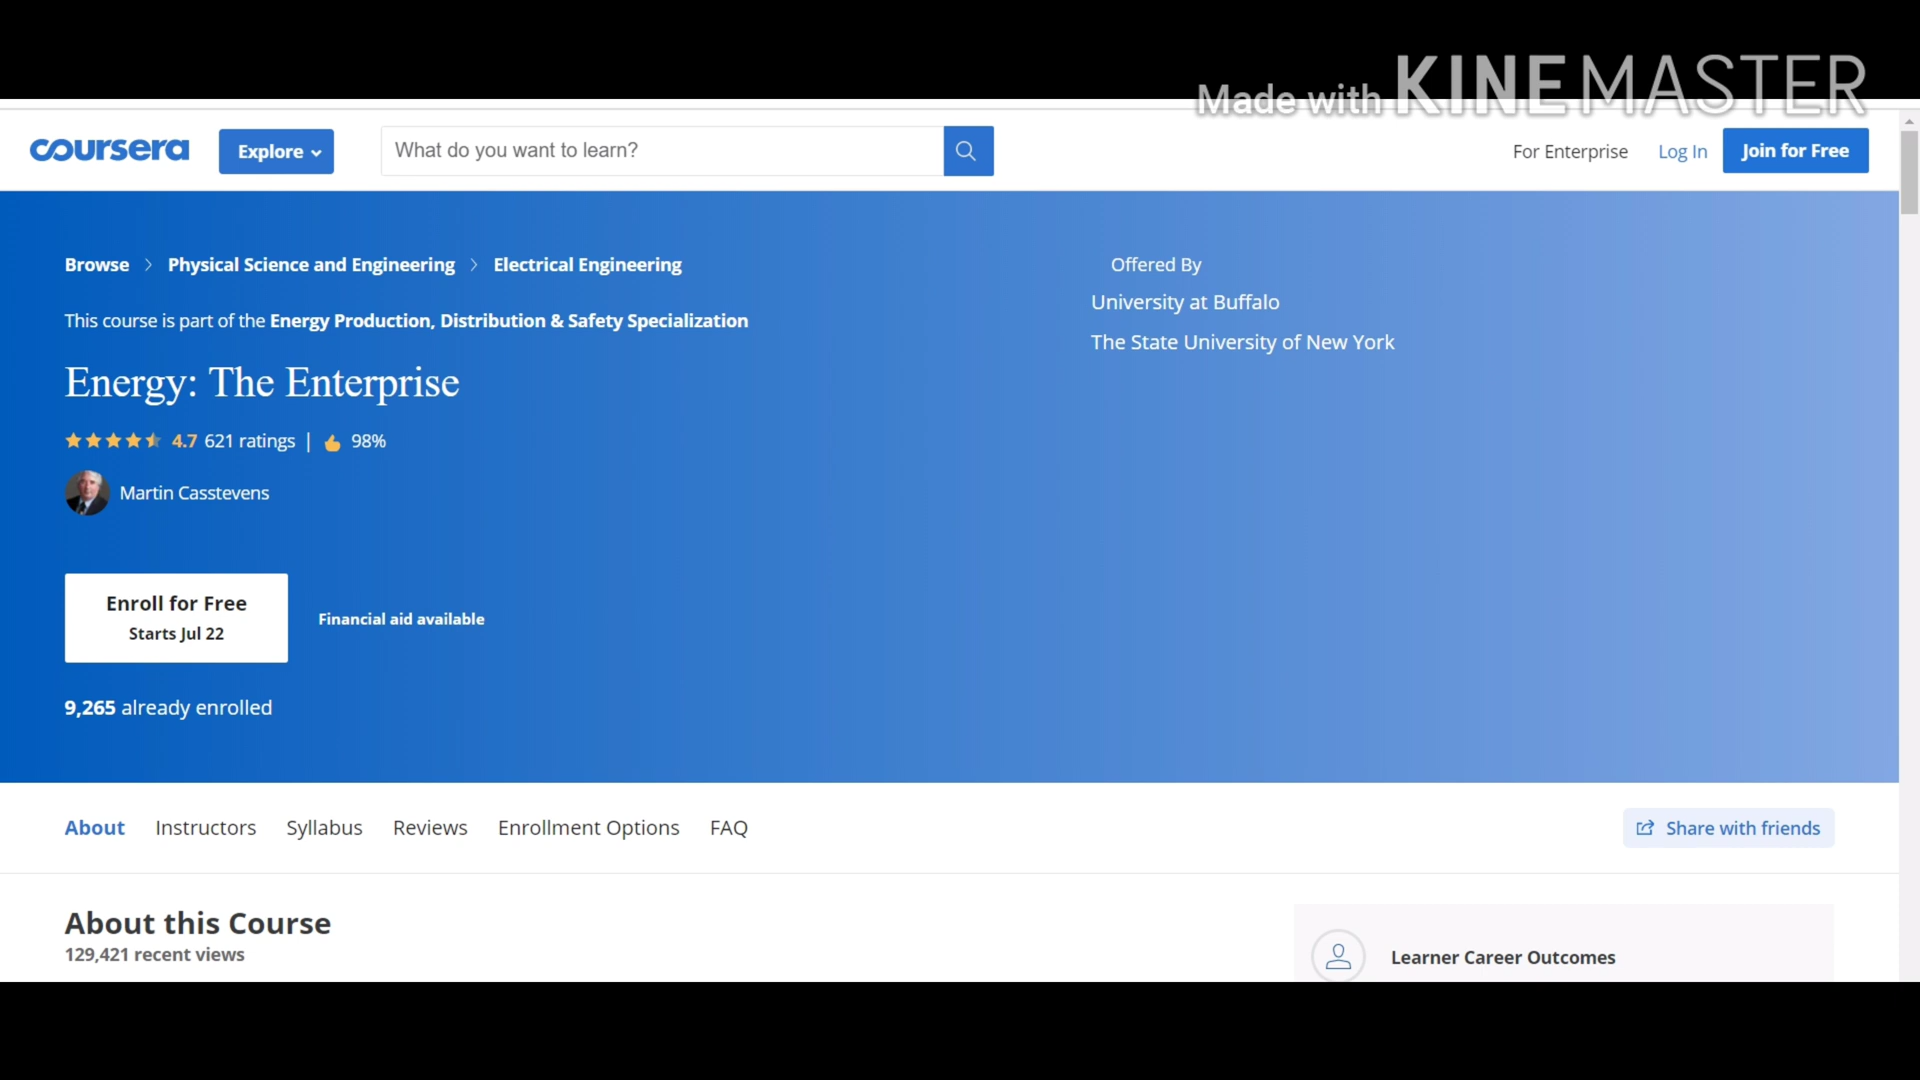 Made with KINEMASTER
coursera Explore What do you want to learn? For Enterprise Log In Join for Free
Browse Physical Science and Engineering Electrical Engineering
This course is part of the Energy Production, Distribution & Safety Specialization
Energy: The Enterprise
4.7 621 ratings | 98%
Martin Casstevens
Enroll for Free
Starts Jul 22
Financial aid available
9,265 already enrolled
Offered By
University at Buffalo
The State University of New York
About Instructors Syllabus Reviews Enrollment Options FAQ Share with friends
About this Course
129,421 recent views
Learner Career Outcomes